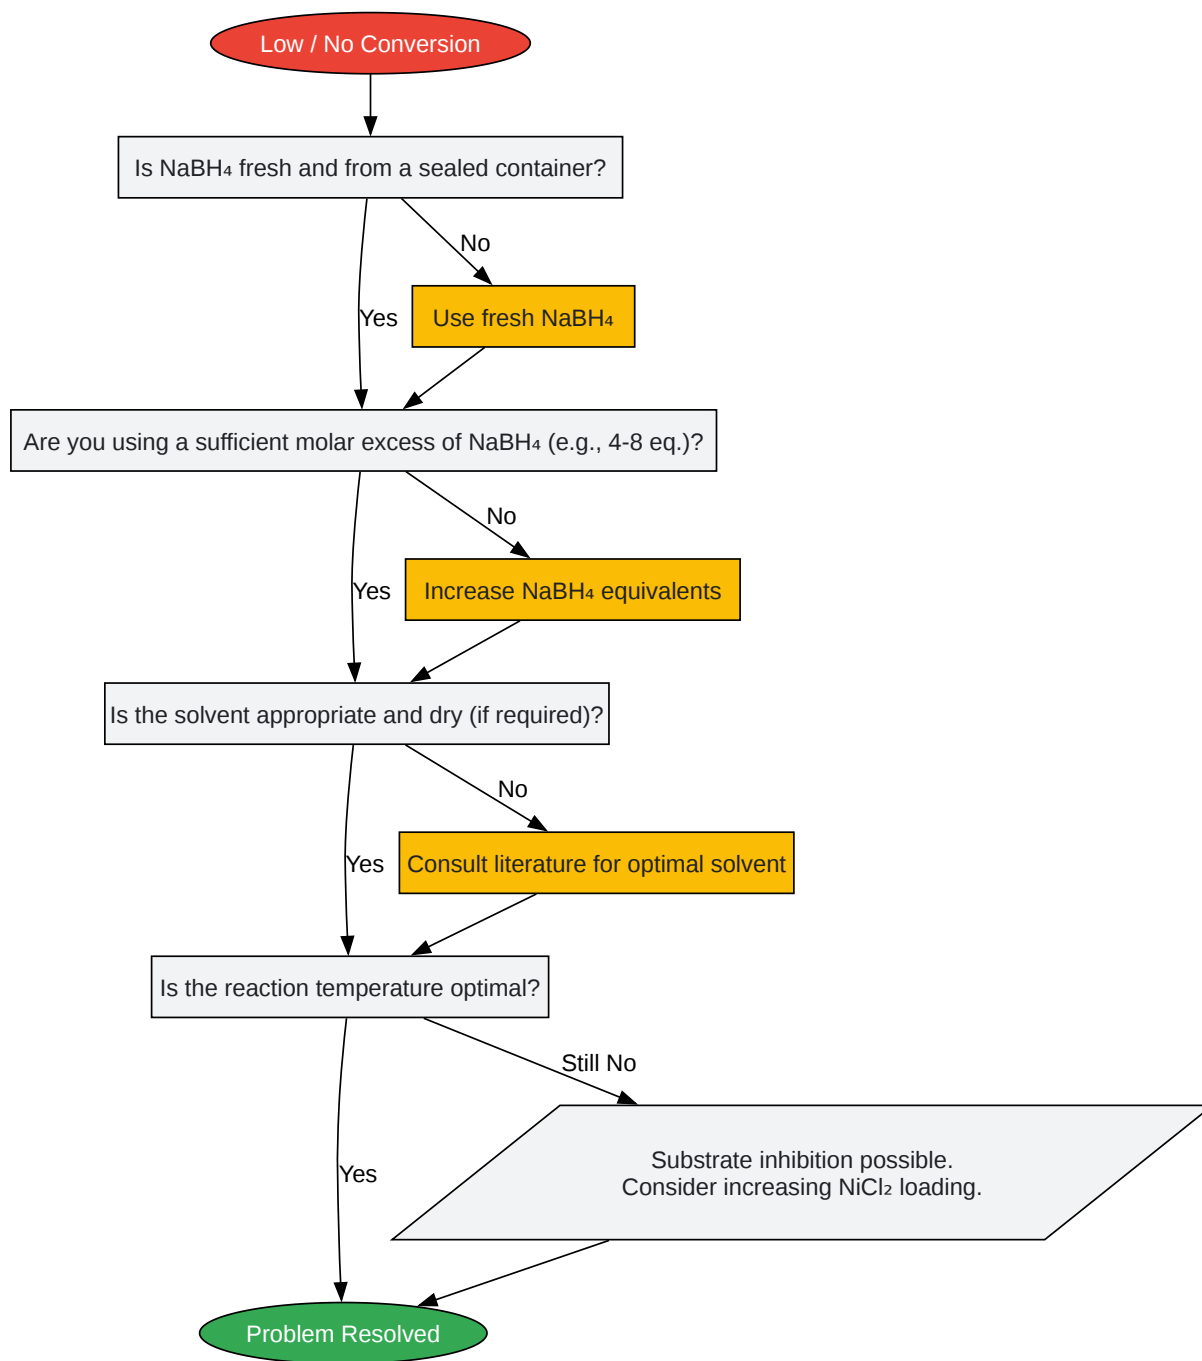 Low / No Conversion
Is NaBH₄ fresh and from a sealed container?
No
Yes
Use fresh NaBH₄
Are you using a sufficient molar excess of NaBH₄ (e.g., 4-8 eq.)?
No
Yes
Increase NaBH₄ equivalents
Is the solvent appropriate and dry (if required)?
No
Yes
Consult literature for optimal solvent
Is the reaction temperature optimal?
Still No
Yes
Substrate inhibition possible.
Consider increasing NiCl₂ loading.
Problem Resolved